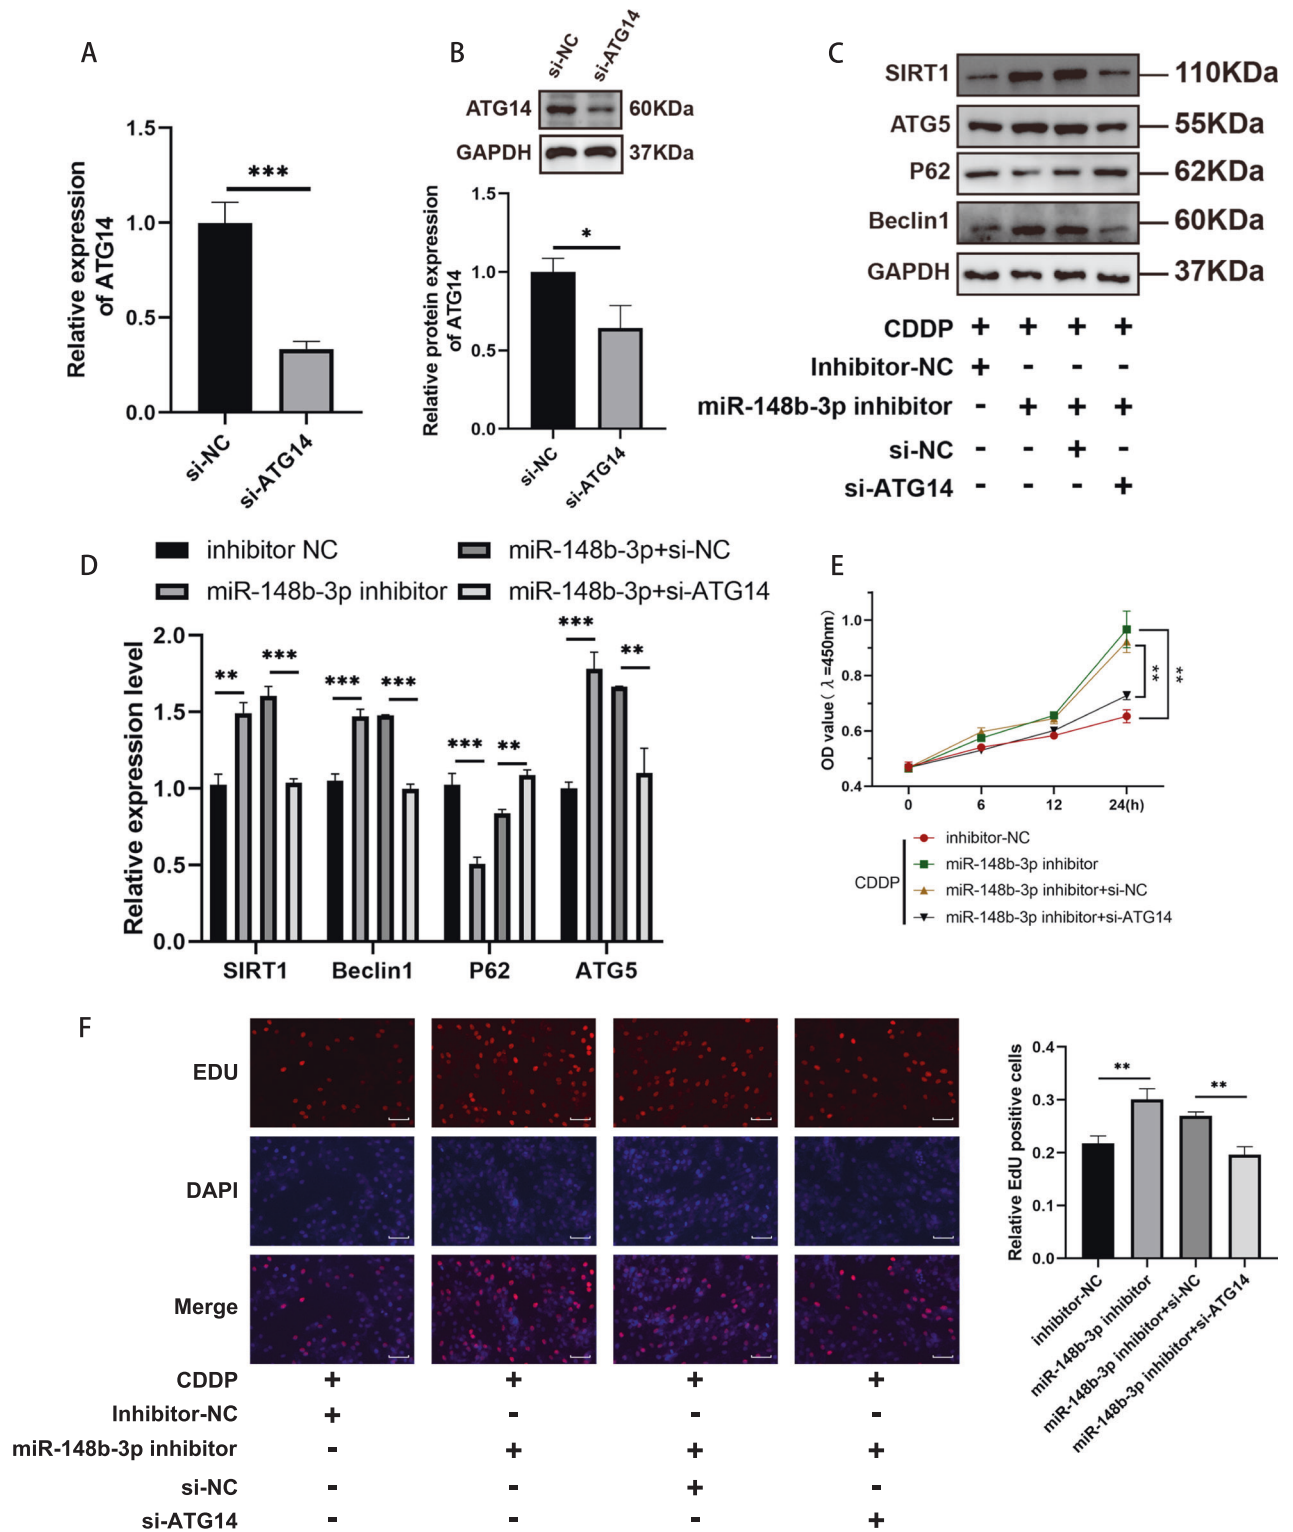 A
1.5
1.0
0.5
0.0
Relative expression
of ATG14
***
si-NC
si-ATG14
B
si-NC
si-ATG14
ATG14
60KDa
GAPDH
37KDa
1.5
1.0
0.5
0.0
Relative protein expression
of ATG14
*
si-NC
si-ATG14
C
SIRT1
110KDa
ATG5
55KDa
P62
62KDa
Beclin1
60KDa
GAPDH
37KDa
CDDP + + + +
Inhibitor-NC + - - -
miR-148b-3p inhibitor - + + +
si-NC - - + -
si-ATG14 - - - +
D
inhibitor NC
miR-148b-3p+si-NC
miR-148b-3p inhibitor
miR-148b-3p+si-ATG14
Relative expression level
2.0
1.5
1.0
0.5
0.0
** *** *** *** *** ** *** **
SIRT1 Beclin1 P62 ATG5
E
OD value( λ=450nm)
1.0
0.8
0.6
0.4
0 6 12 24(h)
**
**
CDDP
inhibitor-NC
miR-148b-3p inhibitor
miR-148b-3p inhibitor+si-NC
miR-148b-3p inhibitor+si-ATG14
F
EDU
DAPI
Merge
CDDP + + + +
Inhibitor-NC + - - -
miR-148b-3p inhibitor - + + +
si-NC - - + -
si-ATG14 - - - +
Relative EdU positive cells
0.4
0.3
0.2
0.1
0.0
** **
inhibitor-NC
miR-148b-3p inhibitor
miR-148b-3p inhibitor+si-NC
miR-148b-3p inhibitor+si-ATG14